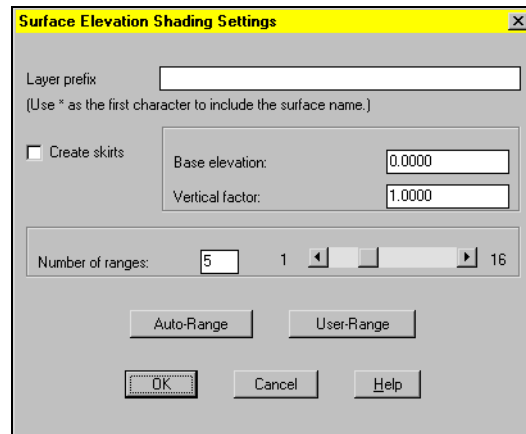 Surface Elevation Shading Settings
Layer prefix
(Use * as the first character to include the surface name.)
Create skirts
Base elevation: 0.0000
Vertical factor: 1.0000
Number of ranges: 5 1 16
Auto-Range User-Range
OK Cancel Help